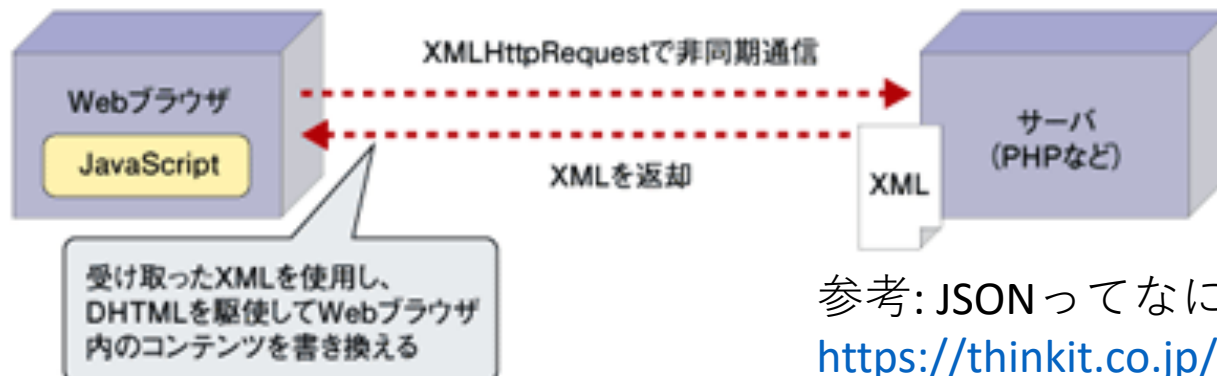 XMLHttpRequestで非同期通信
Webブラウザ
JavaScript
サーバ
(PHPなど)
XMLを返却
XML
受け取ったXMLを使用し、
DHTMLを駆使してWebブラウザ
内のコンテンツを書き換える
参考: JSONってなに
https://thinkit.co.jp/